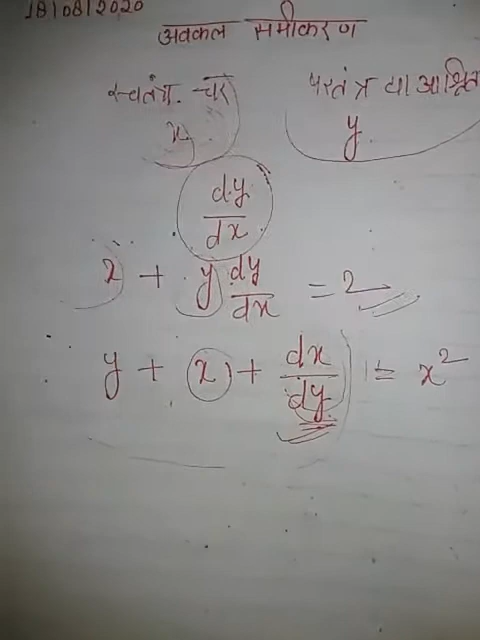 18/08/2020
अवकल समीकरण
स्वतंत्र चर परतंत्र या आश्रित
x y
dy/dx
x + y dy/dx = 2
y + x + dx/dy = x²